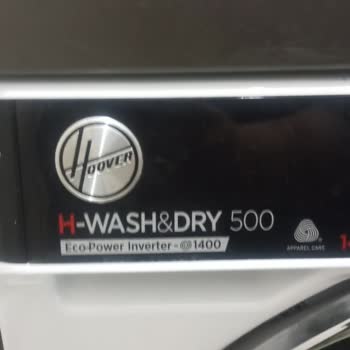 HOOVER
H-WASH&DRY 500
Eco-Power Inverter - @1400
APPAREL CARE